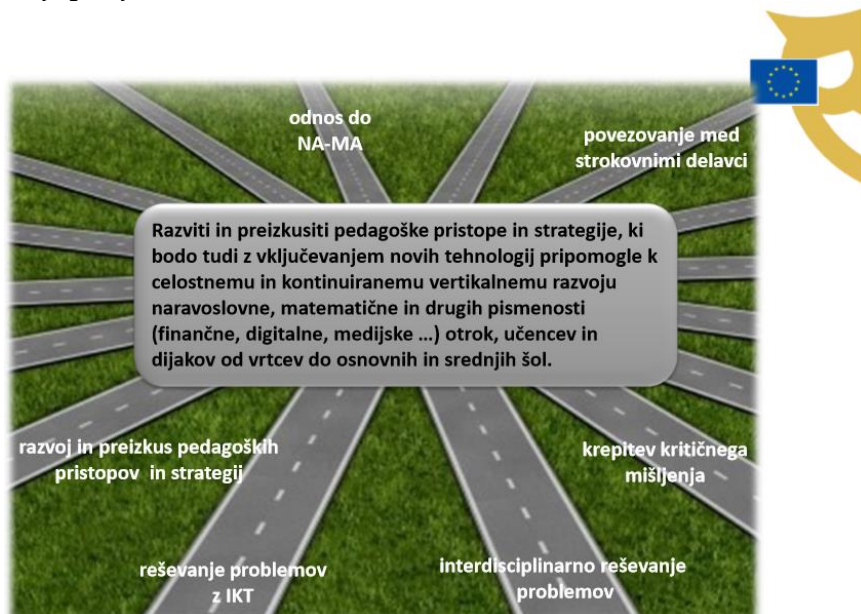 odnos do
NA-MA
povezovanje med
strokovnimi delavci
Razviti in preizkusiti pedagoške pristope in strategije, ki
bodo tudi z vključevanjem novih tehnologij pripomogle k
celostnemu in kontinuiranemu vertikalnemu razvoju
naravoslovne, matematične in drugih pismenosti
(finančne, digitalne, medijske ...) otrok, učencev in
dijakov od vrtcev do osnovnih in srednjih šol.
razvoj in preizkus pedagoških
pristopov in strategij
krepitev kritičnega
mišljenja
reševanje problemov
z IKT
interdisciplinarno reševanje
problemov